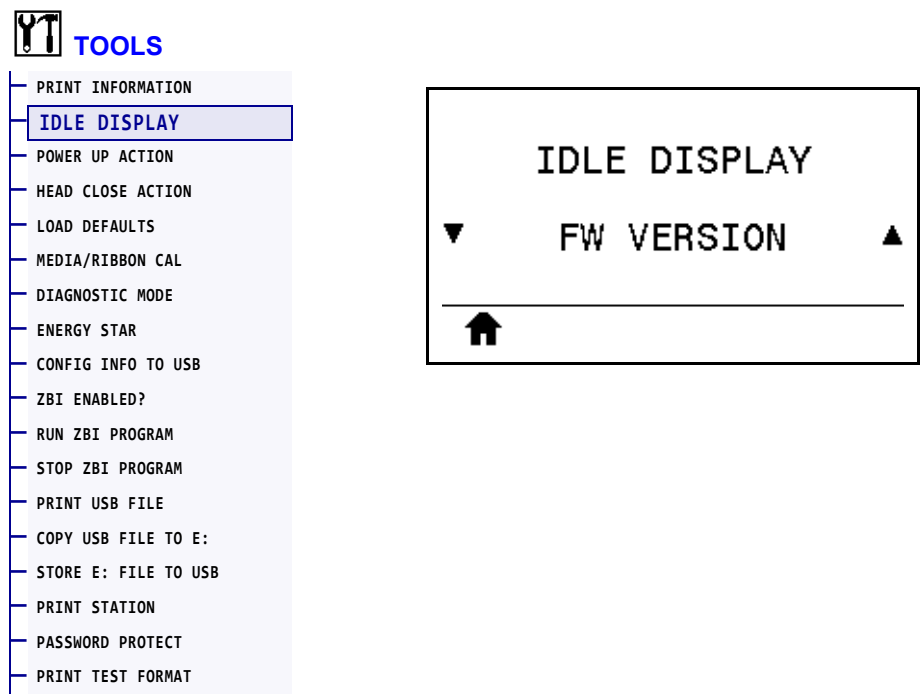 TOOLS
PRINT INFORMATION
IDLE DISPLAY
POWER UP ACTION
HEAD CLOSE ACTION
LOAD DEFAULTS
MEDIA/RIBBON CAL
DIAGNOSTIC MODE
ENERGY STAR
CONFIG INFO TO USB
ZBI ENABLED?
RUN ZBI PROGRAM
STOP ZBI PROGRAM
PRINT USB FILE
COPY USB FILE TO E:
STORE E: FILE TO USB
PRINT STATION
PASSWORD PROTECT
PRINT TEST FORMAT
IDLE DISPLAY
▼ FW VERSION ▲